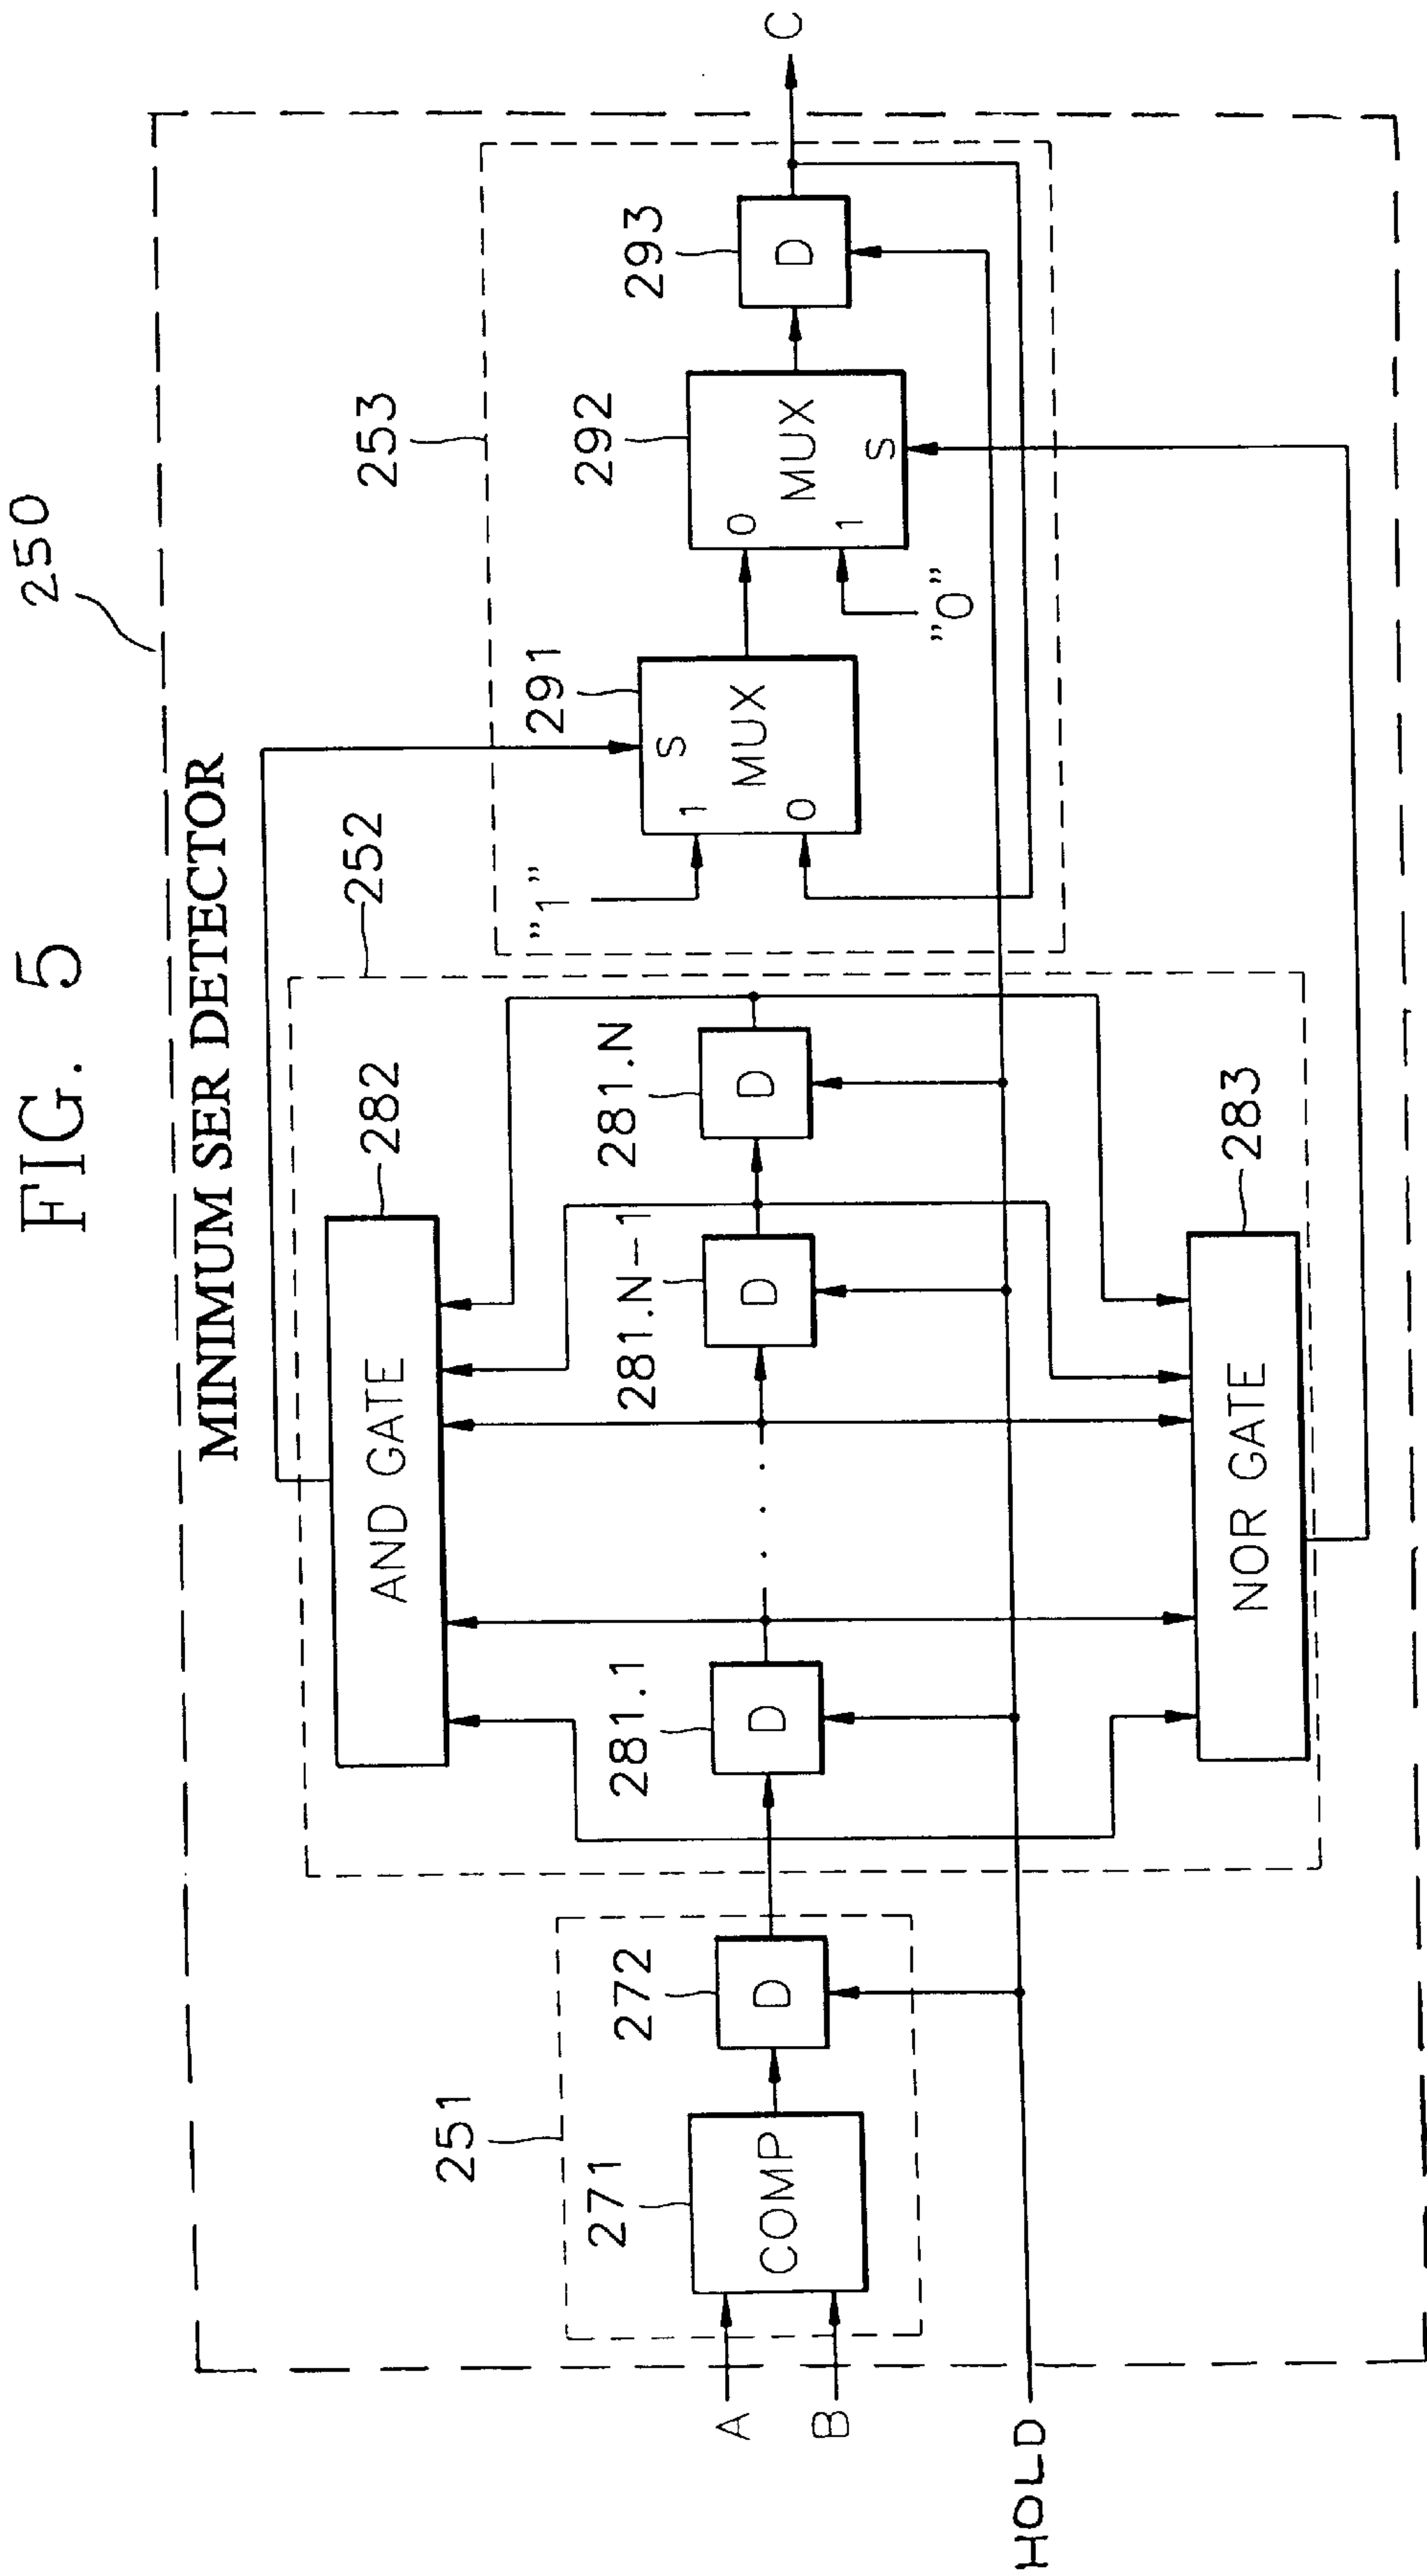 FIG. 5
250
MINIMUM SER DETECTOR
251
271
COMP
272
D
A
B
HOLD
252
282
AND GATE
281.1
D
281.N-1
D
281.N
D
283
NOR GATE
253
"1"
291
S
1
MUX
0
292
0
MUX
1
S
"0"
293
D
C